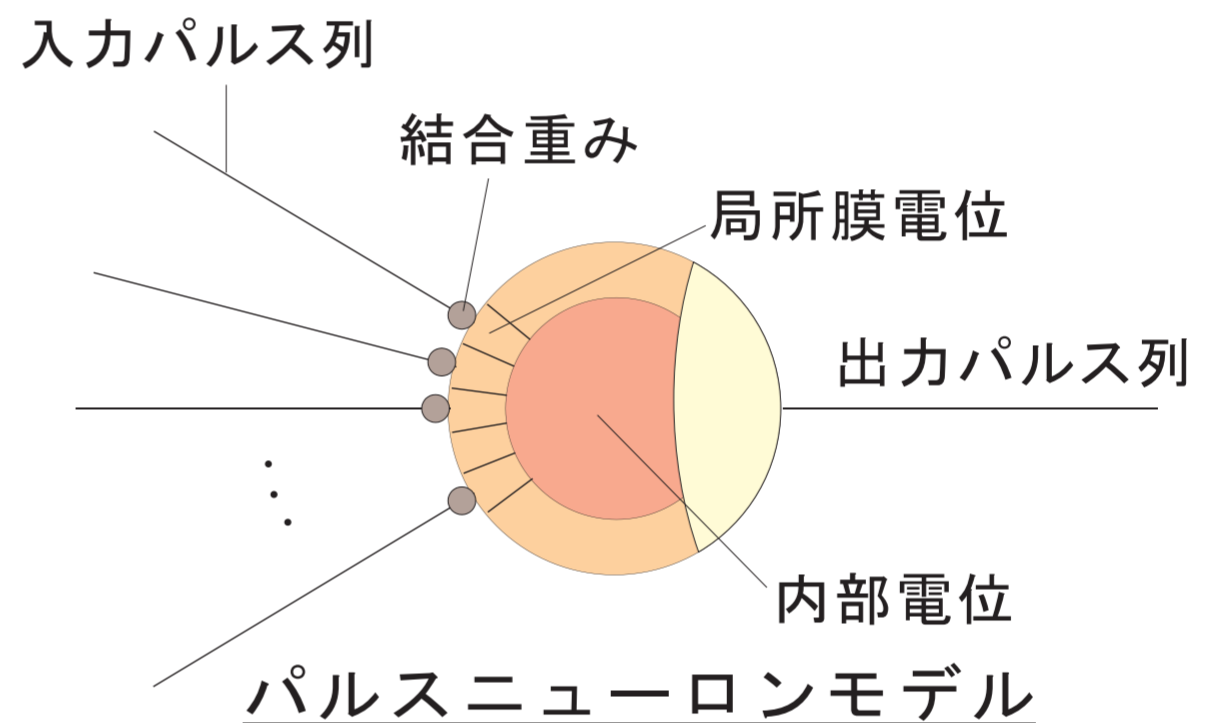 入力パルス列
結合重み
局所膜電位
出力パルス列
内部電位
パルスニューロンモデル